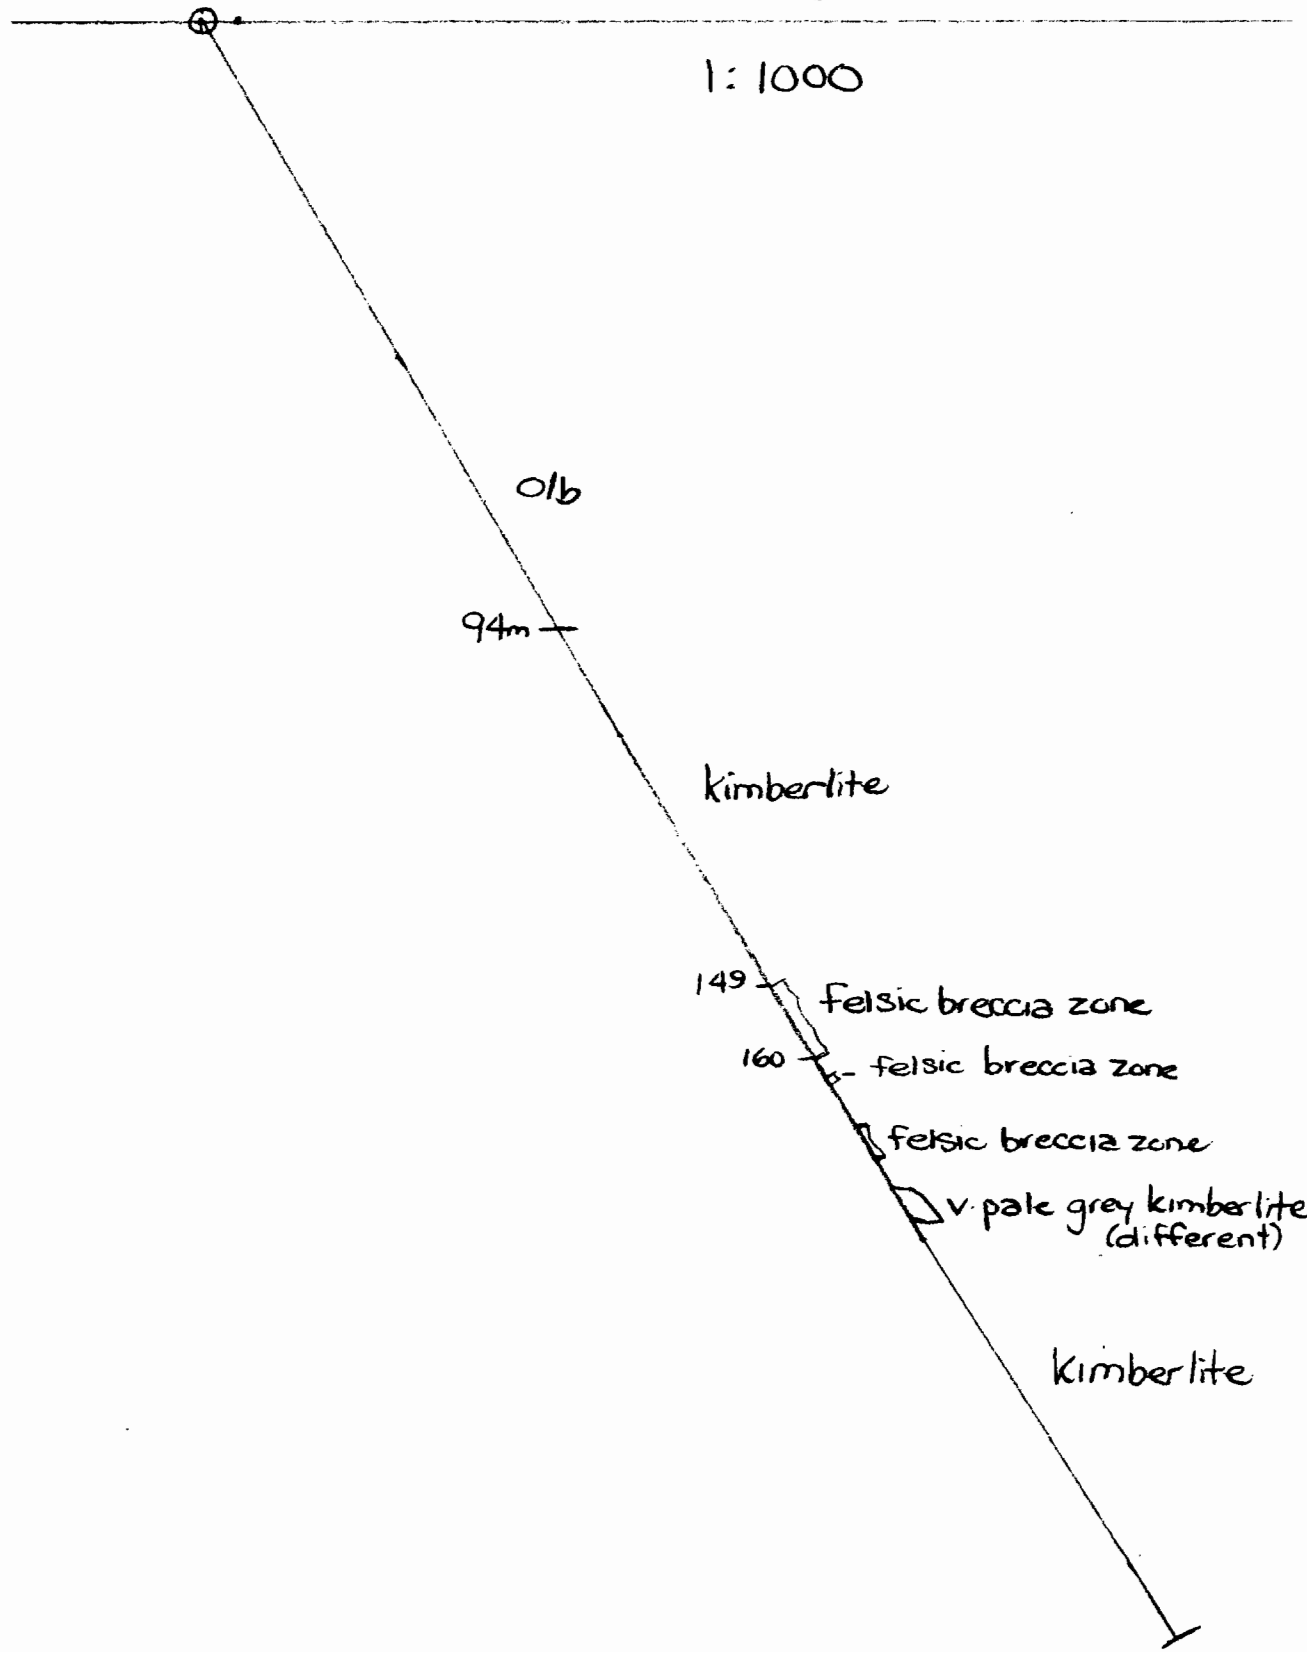 1:1000
o/b
94m
kimberlite
149
felsic breccia zone
160
felsic breccia zone
felsic breccia zone
v. pale grey kimberlite
(different)
kimberlite